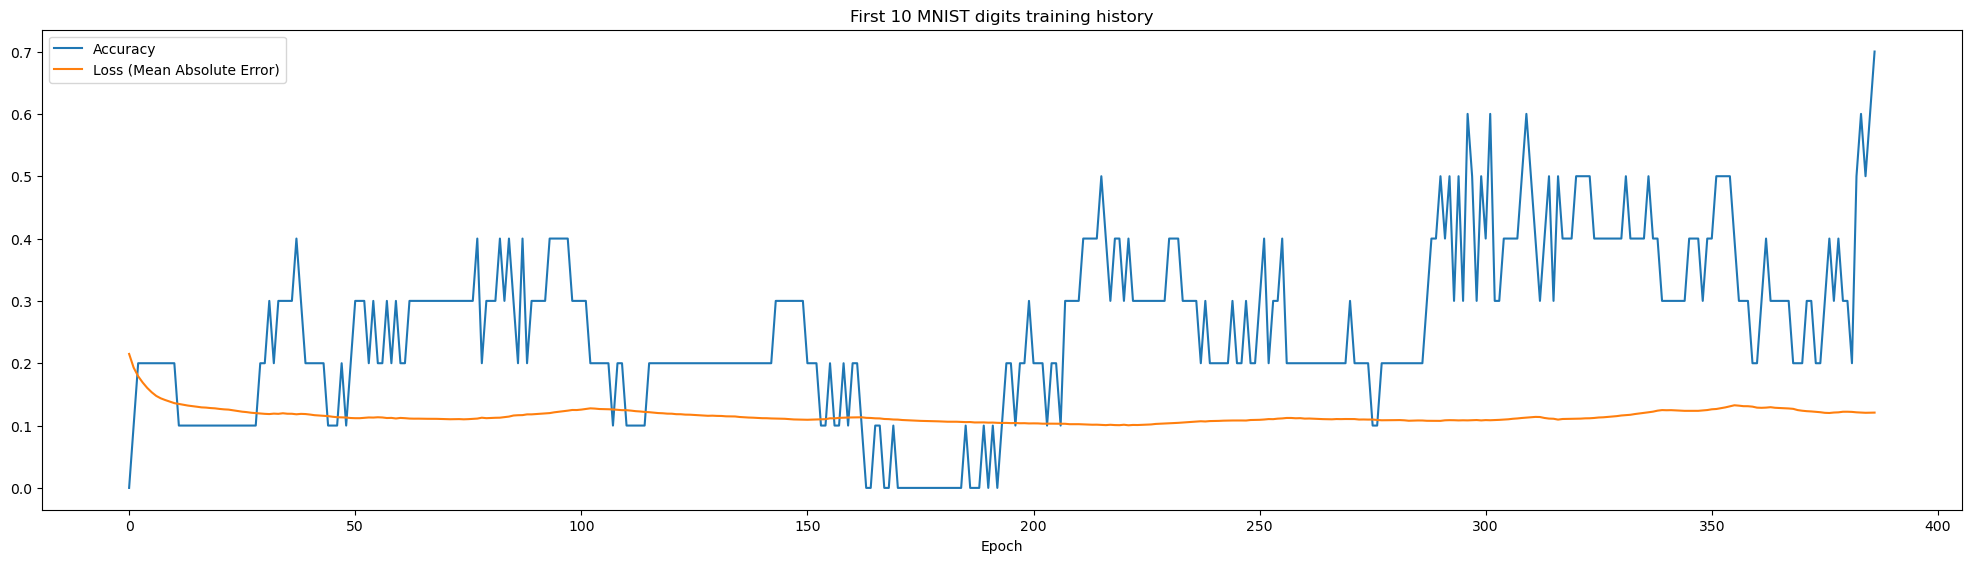 First 10 MNIST digits training history
Accuracy
Loss (Mean Absolute Error)
0.7
0.6
0.5
0.4
0.3
0.2
0.1
0.0
0 50 100 150 200 250 300 350 400
Epoch